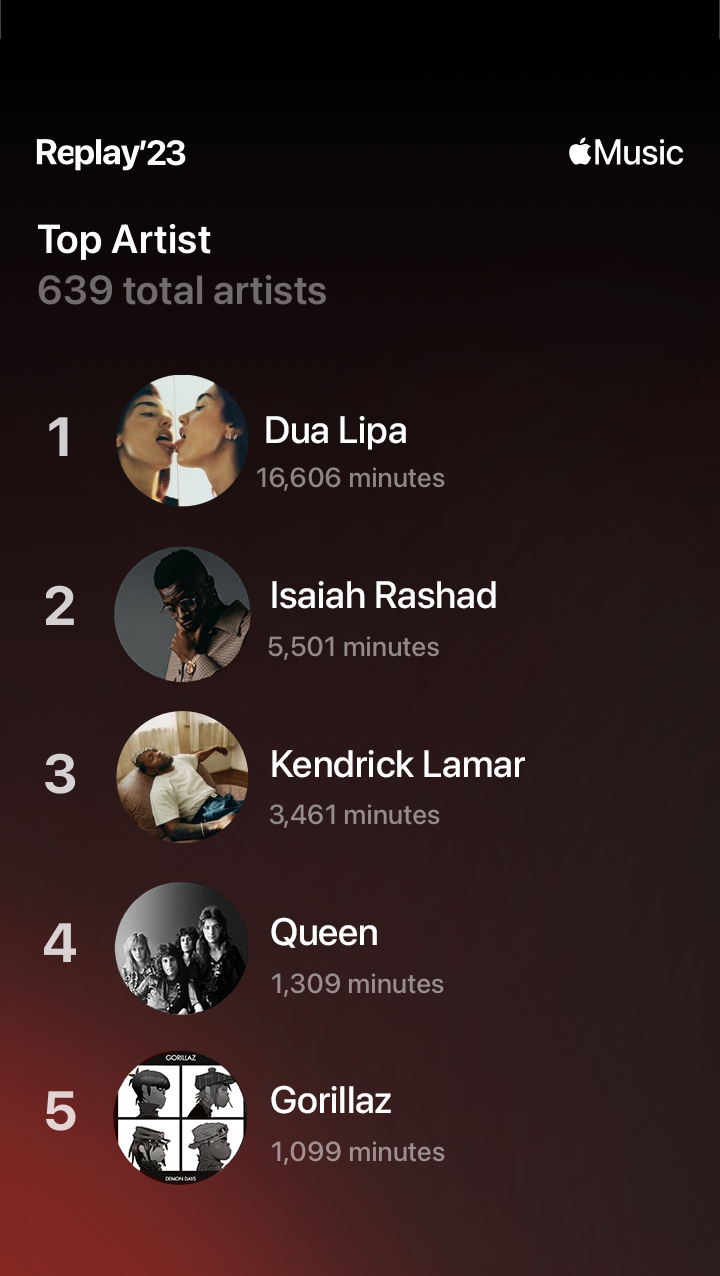 Replay'23
Music
Top Artist
639 total artists
1
Dua Lipa
16,606 minutes
2
Isaiah Rashad
5,501 minutes
3
Kendrick Lamar
3,461 minutes
4
Queen
1,309 minutes
GORILLAZ
DEMON DAYS
5
Gorillaz
1,099 minutes